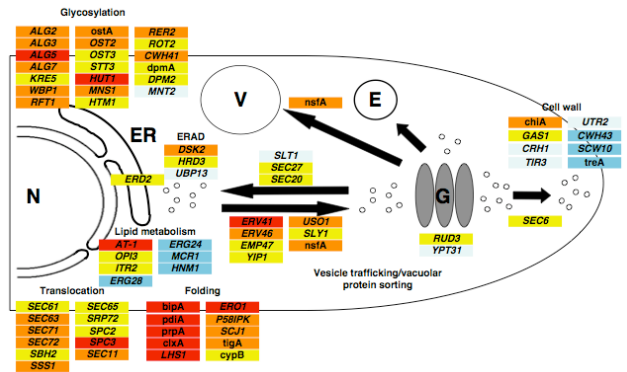 Glycosylation
ALG2 ostA RER2
ALG3 OST2 ROT2
ALG5 OST3 CWH41
ALG7 STT3 dpmA
KRE5 HUT1 DPM2
WBP1 MNS1 MNT2
RFT1 HTM1
V
nsfA
E
Cell wall
chiA UTR2
GAS1 CWH43
CRH1 SCW10
TIR3 treA
ER
ERAD
DSK2
HRD3
UBP13
ERD2
SLT1
SEC27
SEC20
N
G
SEC6
ERV41 USO1
ERV46 SLY1
EMP47 nsfA
YIP1
RUD3
YPT31
Lipid metabolism
AT-1 ERG24
OPI3 MCR1
ITR2 HNM1
ERG28
Vesicle trafficking/vacuolar
protein sorting
Translocation
SEC61 SEC65
SEC63 SRP72
SEC71 SPC2
SEC72 SPC3
SBH2 SEC11
SSS1
Folding
bipA ERO1
pdiA P58IPK
prpA SCJ1
clxA tigA
LHS1 cypB